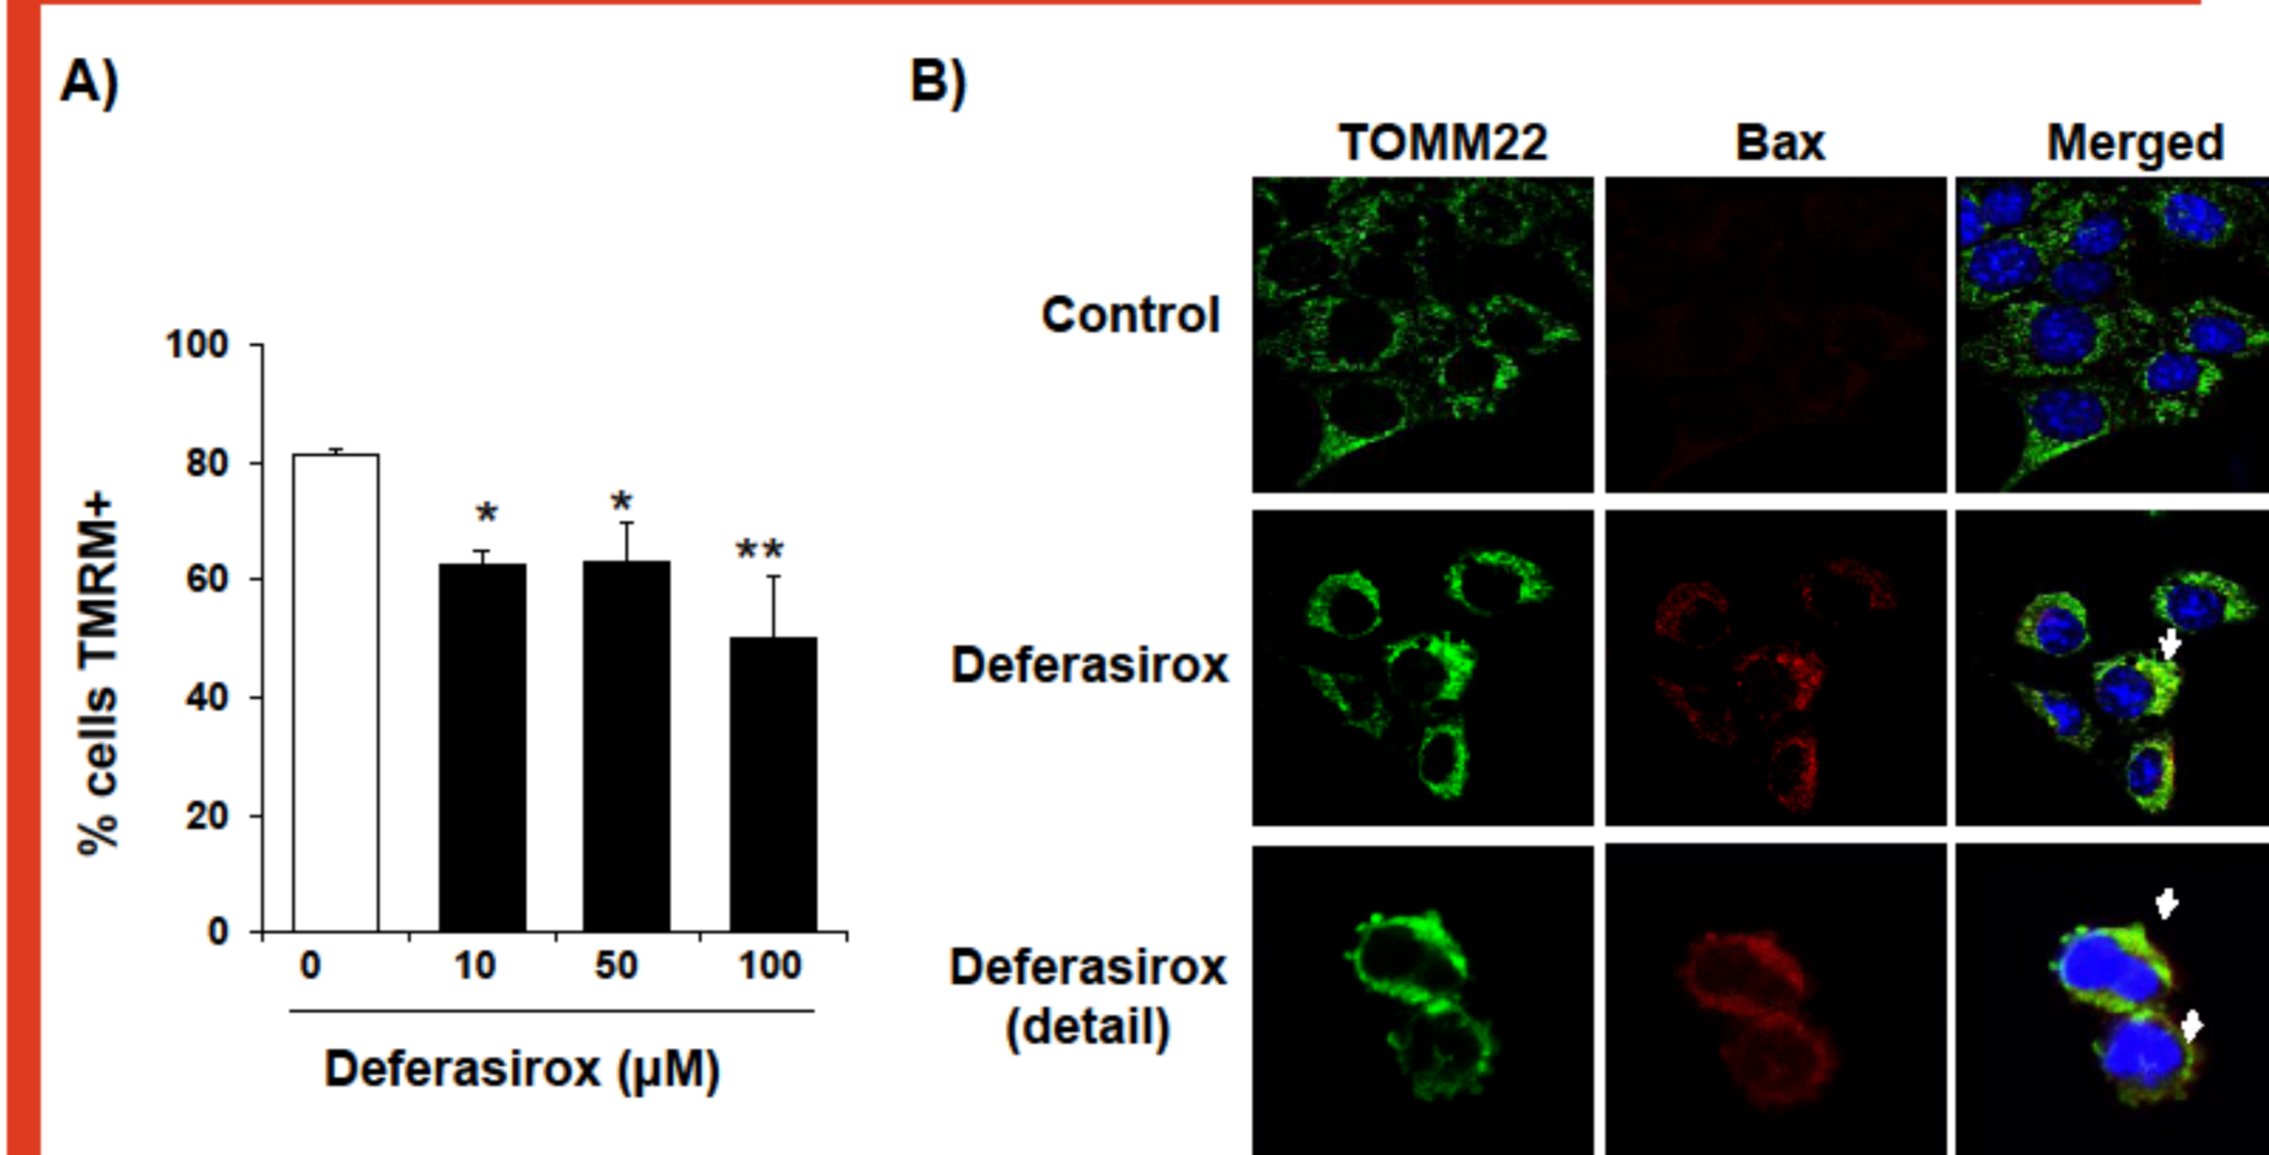 A)
100
80
60
40
20
0
% cells TMRM+
*
*
**
0 10 50 100
Deferasirox (µM)
B)
TOMM22 Bax Merged
Control
Deferasirox
Deferasirox
(detail)